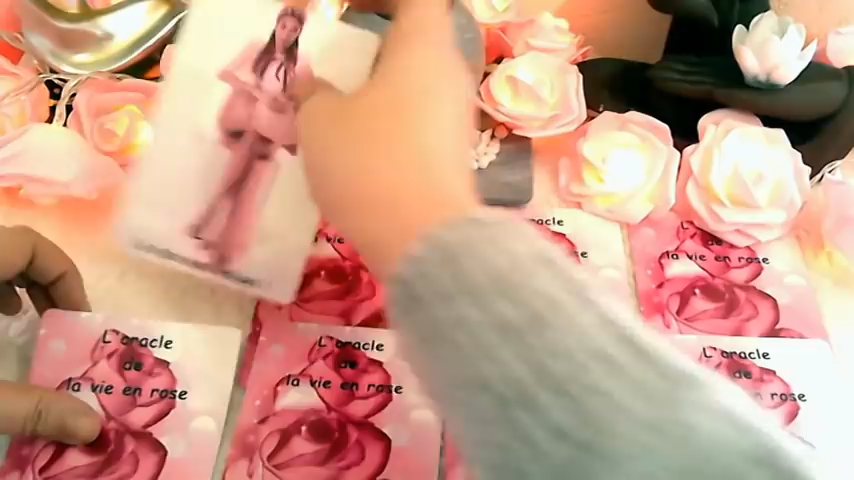 la vie
oracle
de
la vie en rose
L'oracle
de
la vie en rose
L'oracle
de
la vie en rose
L'oracle
de
rose